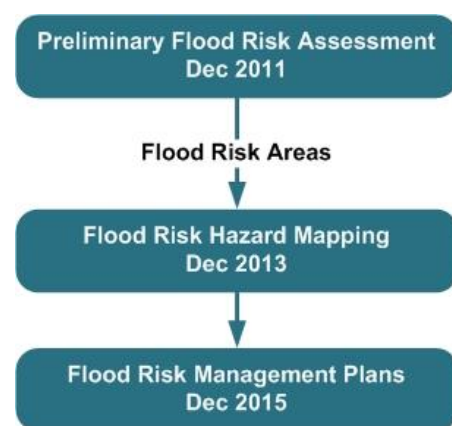 Preliminary Flood Risk Assessment
Dec 2011
Flood Risk Areas
Flood Risk Hazard Mapping
Dec 2013
Flood Risk Management Plans
Dec 2015